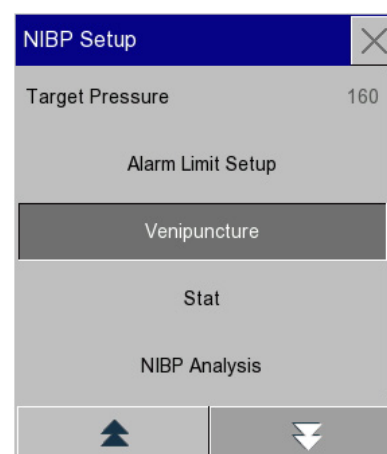 NIBP Setup
Target Pressure 160
Alarm Limit Setup
Venipuncture
Stat
NIBP Analysis